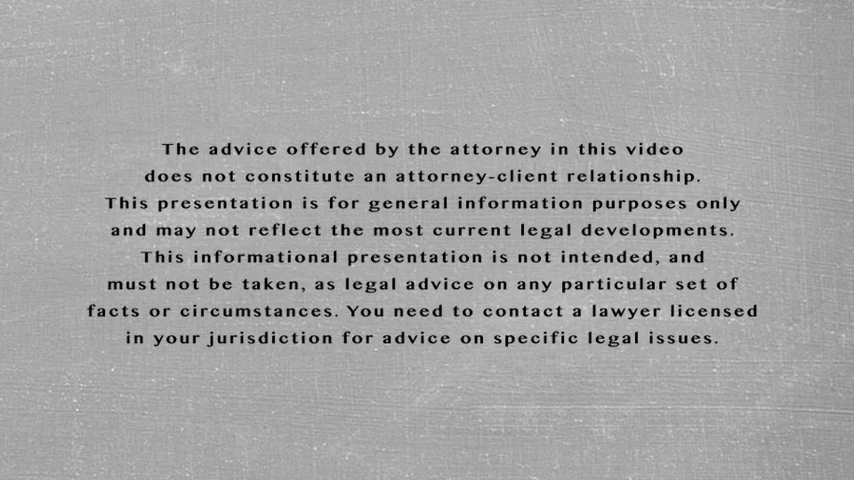 The advice offered by the attorney in this video
does not constitute an attorney-client relationship.
This presentation is for general information purposes only
and may not reflect the most current legal developments.
This informational presentation is not intended, and
must not be taken, as legal advice on any particular set of
facts or circumstances. You need to contact a lawyer licensed
in your jurisdiction for advice on specific legal issues.